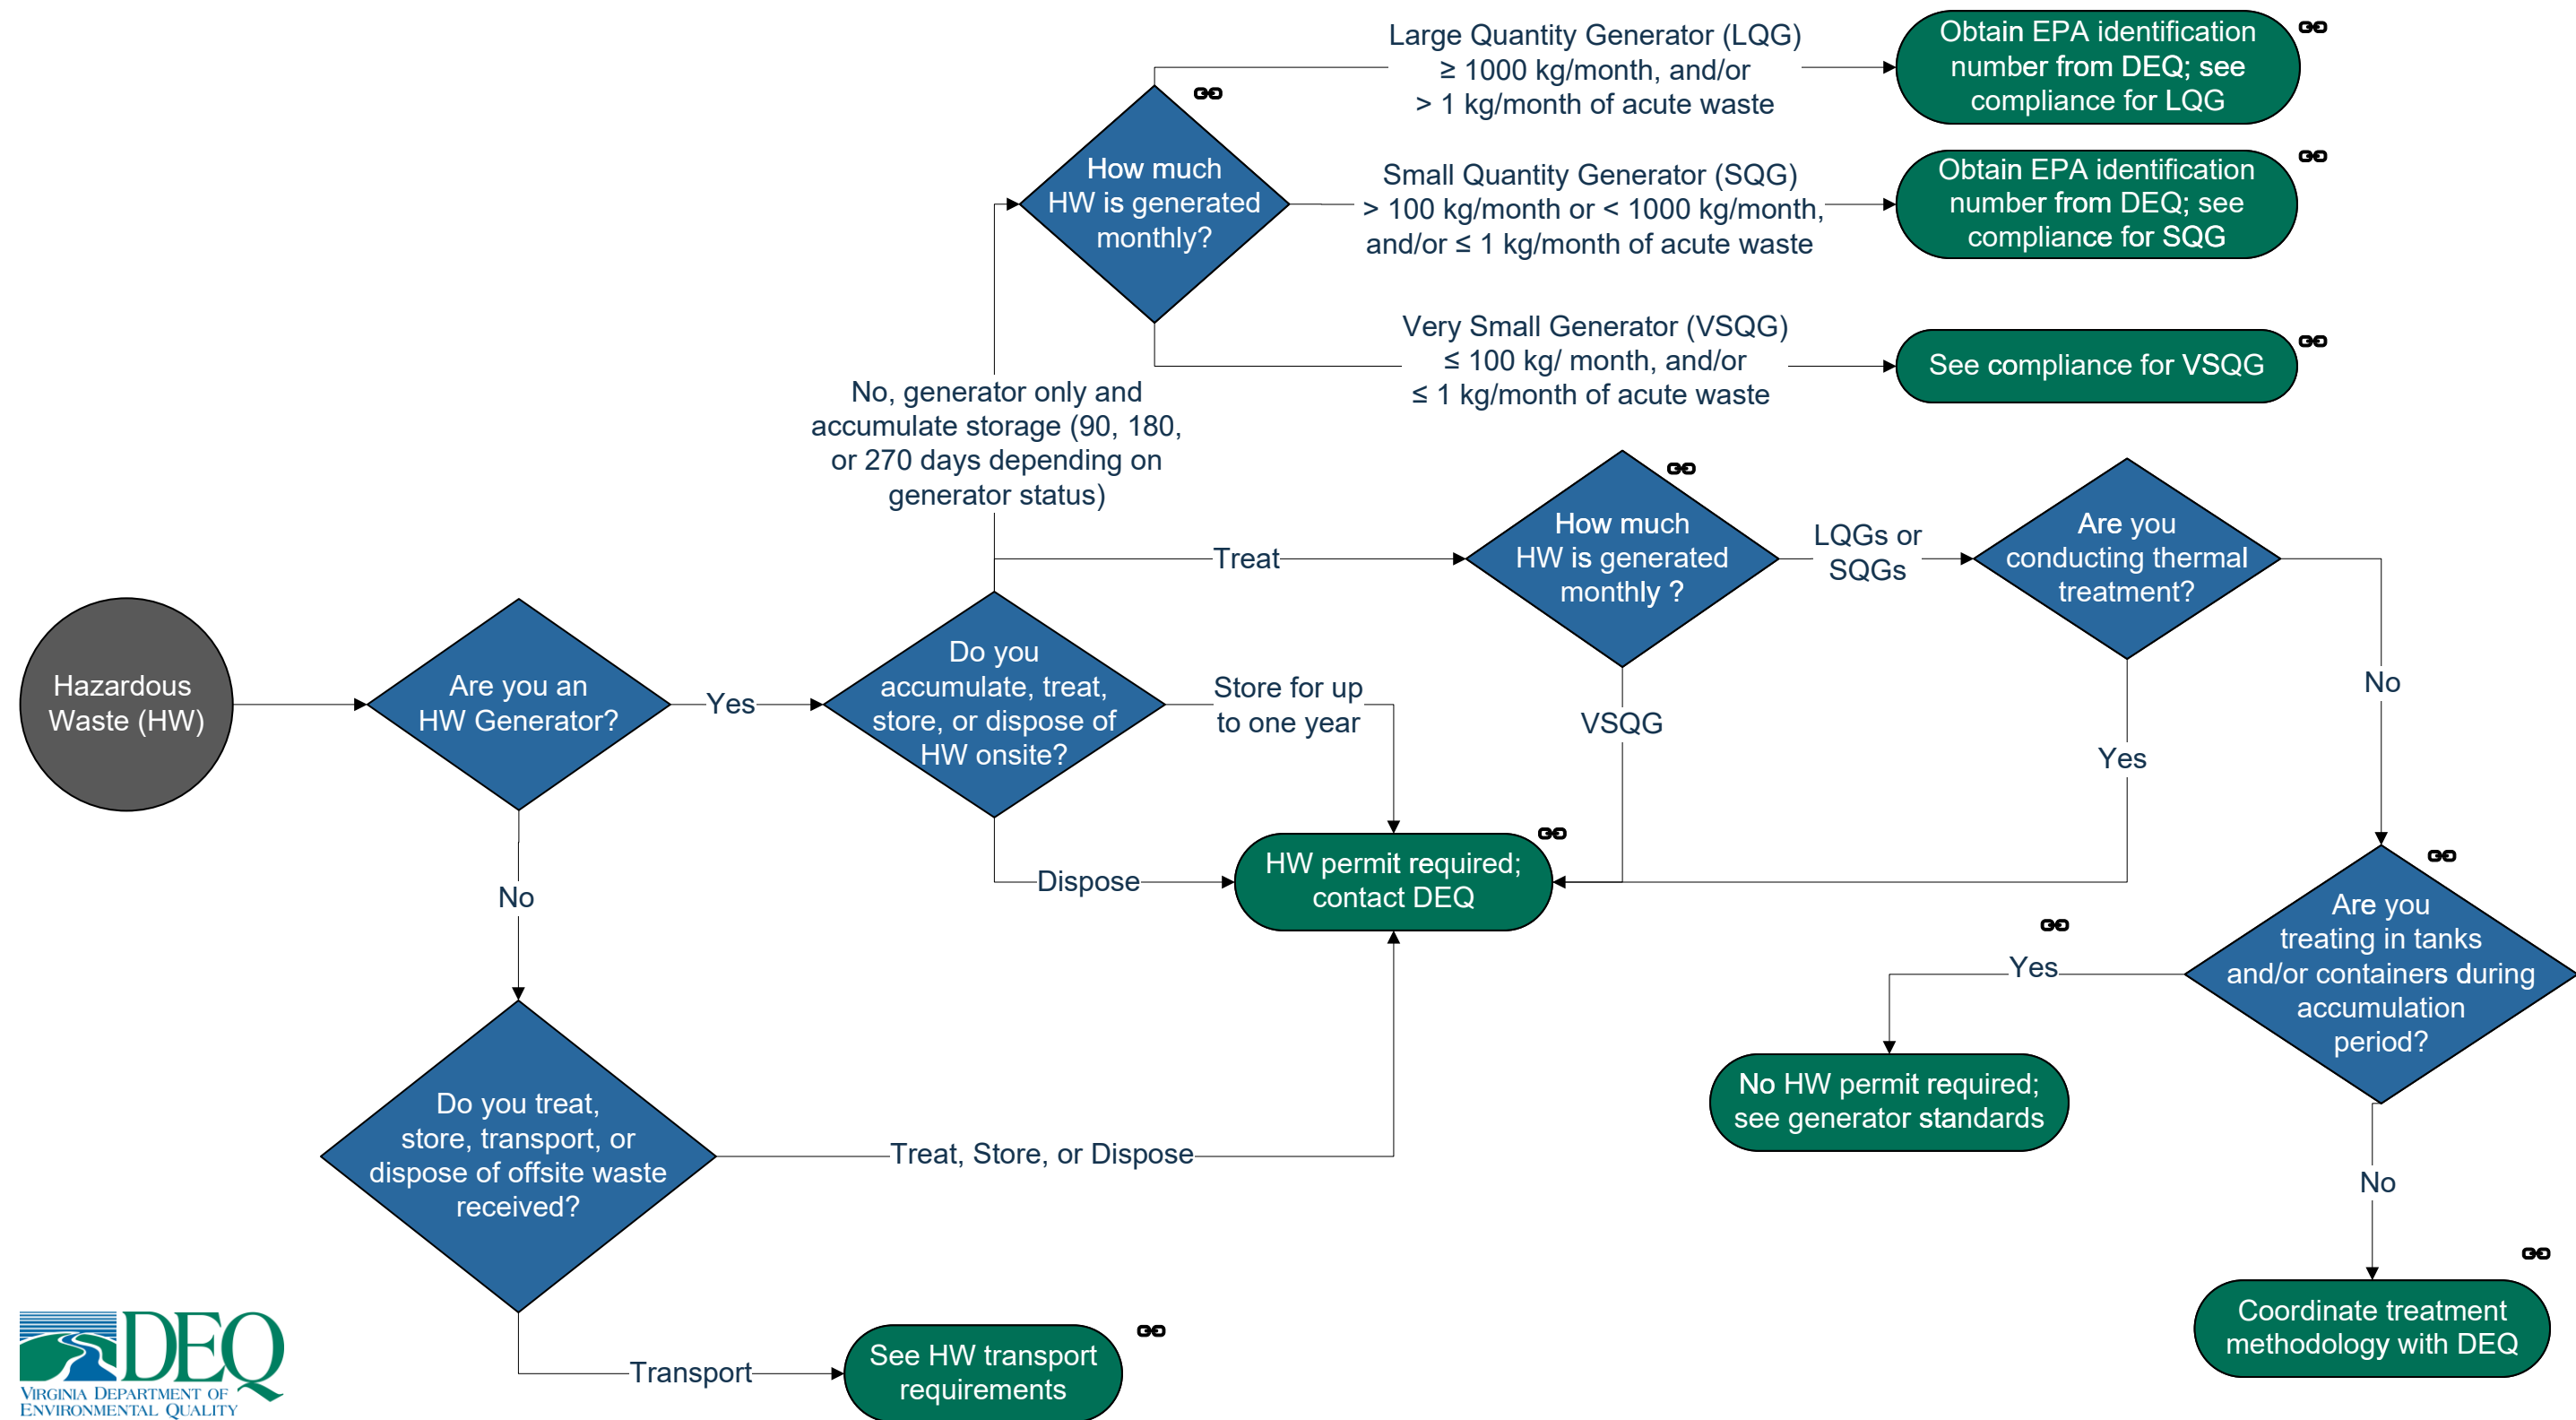 Large Quantity Generator (LQG)
≥ 1000 kg/month, and/or
> 1 kg/month of acute waste
Obtain EPA identification
number from DEQ; see
compliance for LQG
How much
HW is generated
monthly?
Small Quantity Generator (SQG)
> 100 kg/month or < 1000 kg/month,
and/or ≤ 1 kg/month of acute waste
Obtain EPA identification
number from DEQ; see
compliance for SQG
Very Small Generator (VSQG)
≤ 100 kg/ month, and/or
≤ 1 kg/month of acute waste
See compliance for VSQG
No, generator only and
accumulate storage (90, 180,
or 270 days depending on
generator status)
Treat
How much
HW is generated
monthly ?
LQGs or
SQGs
Are you
conducting thermal
treatment?
No
Hazardous
Waste (HW)
Are you an
HW Generator?
Yes
Do you
accumulate, treat,
store, or dispose of
HW onsite?
Store for up
to one year
VSQG
Yes
No
Dispose
HW permit required;
contact DEQ
Are you
treating in tanks
and/or containers during
accumulation
period?
Yes
No HW permit required;
see generator standards
Do you treat,
store, transport, or
dispose of offsite waste
received?
Treat, Store, or Dispose
No
Coordinate treatment
methodology with DEQ
Transport
See HW transport
requirements
DEQ
VIRGINIA DEPARTMENT OF
ENVIRONMENTAL QUALITY